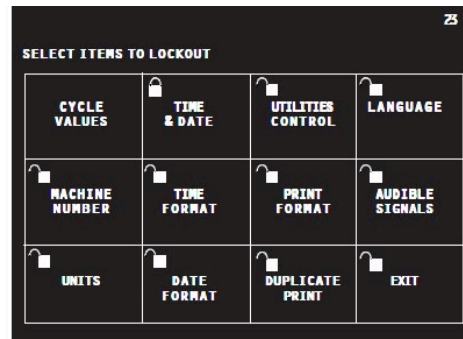 23
SELECT ITEMS TO LOCKOUT
CYCLE
VALUES
TIME
& DATE
UTILITIES
CONTROL
LANGUAGE
MACHINE
NUMBER
TIME
FORMAT
PRINT
FORMAT
AUDIBLE
SIGNALS
UNITS
DATE
FORMAT
DUPLICATE
PRINT
EXIT